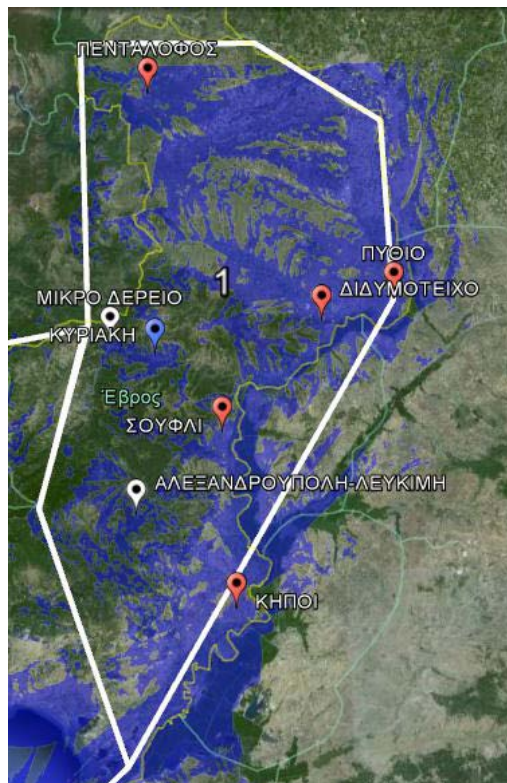 ΠΕΝΤΑΛΟΦΟΣ
ΠΥΘΙΟ
1
ΔΙΔΥΜΟΤΕΙΧΟ
ΜΙΚΡΟ ΔΕΡΕΙΟ
ΚΥΡΙΑΚΗ
Έβρος
ΣΟΥΦΛΙ
ΑΛΕΞΑΝΔΡΟΥΠΟΛΗ-ΛΕΥΚΙΜΗ
ΚΗΠΟΙ